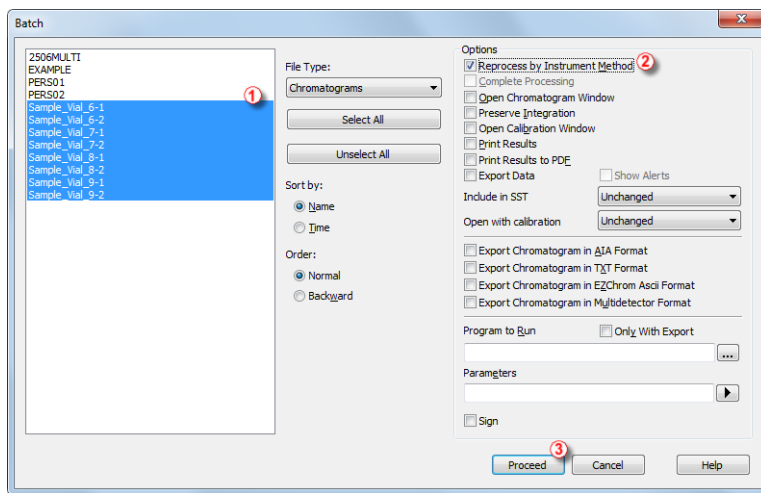 Batch
2506MULTI
EXAMPLE
PERS01
PERS02
Sample_Vial_6-1
Sample_Vial_6-2
Sample_Vial_7-1
Sample_Vial_7-2
Sample_Vial_8-1
Sample_Vial_8-2
Sample_Vial_9-1
Sample_Vial_9-2
1
File Type:
Chromatograms
Select All
Unselect All
Sort by:
Name
Time
Order:
Normal
Backward
Options
Reprocess by Instrument Method
2
Complete Processing
Open Chromatogram Window
Preserve Integration
Open Calibration Window
Print Results
Print Results to PDF
Export Data Show Alerts
Include in SST Unchanged
Open with calibration Unchanged
Export Chromatogram in AIA Format
Export Chromatogram in TXT Format
Export Chromatogram in EZChrom Ascii Format
Export Chromatogram in Multidetector Format
Program to Run Only With Export
...
Parameters
Sign
3
Proceed Cancel Help